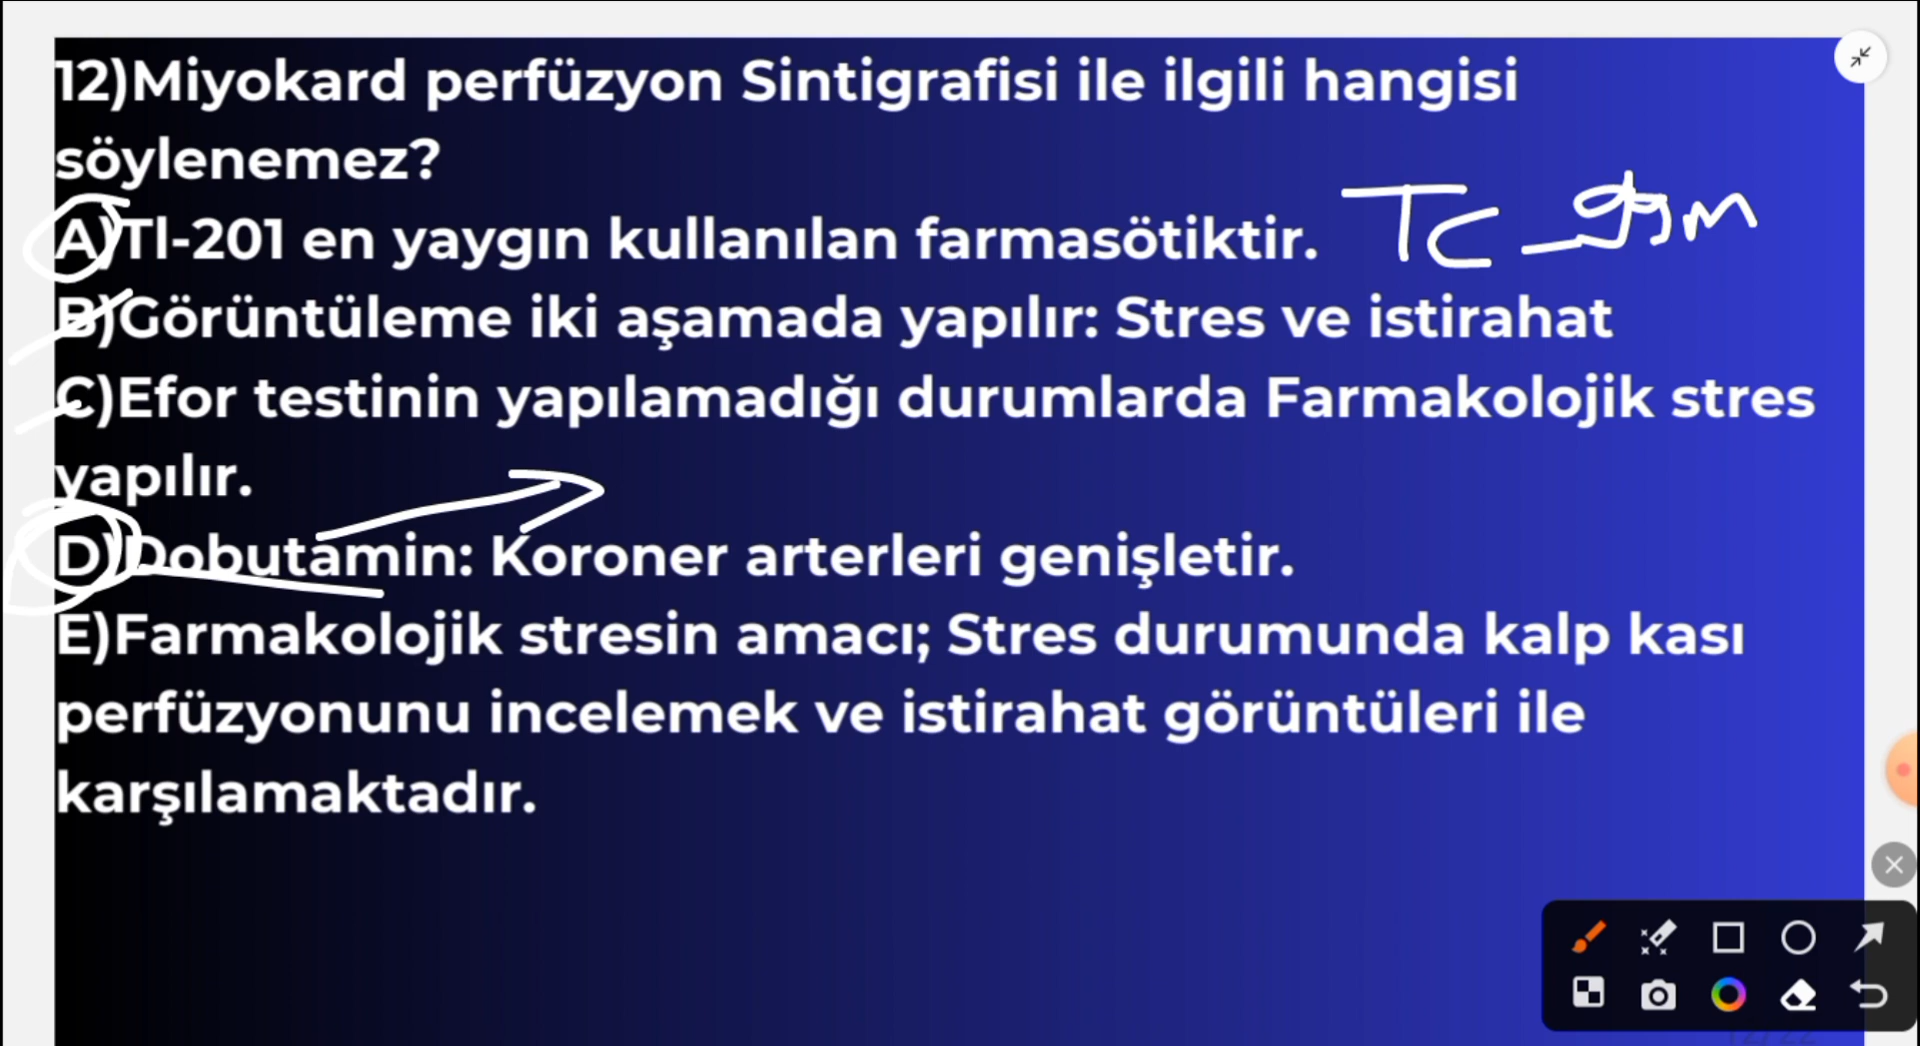 12)Miyokard perfüzyon Sintigrafisi ile ilgili hangisi
söylenemez?
A)Tl-201 en yaygın kullanılan farmasötiktir. TC-99m
B)Görüntüleme iki aşamada yapılır: Stres ve istirahat
C)Efor testinin yapılamadığı durumlarda Farmakolojik stres
yapılır.
D)Dobutamin: Koroner arterleri genişletir.
E)Farmakolojik stresin amacı; Stres durumunda kalp kası
perfüzyonunu incelemek ve istirahat görüntüleri ile
karşılamaktadır.